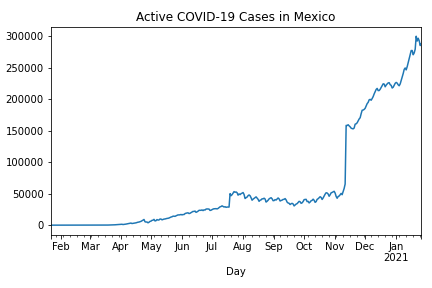 Active COVID-19 Cases in Mexico
300000
250000
200000
150000
100000
50000
0
Feb Mar Apr May Jun Jul Aug Sep Oct Nov Dec Jan
2021
Day